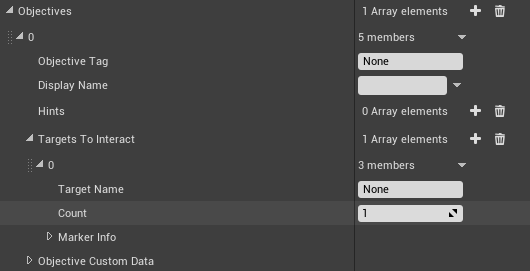 Objectives 1 Array elements
0 5 members
Objective Tag None
Display Name
Hints 0 Array elements
Targets To Interact 1 Array elements
0 3 members
Target Name None
Count 1
Marker Info
Objective Custom Data